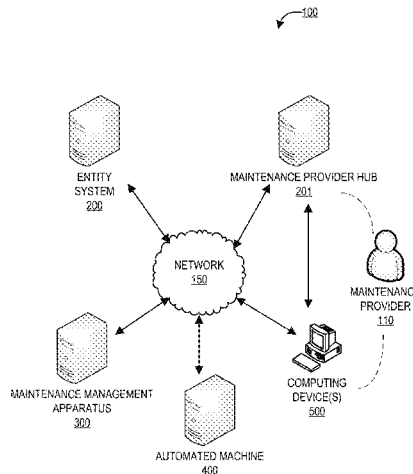 100
ENTITY
SYSTEM
200
MAINTENANCE PROVIDER HUB
201
NETWORK
150
MAINTENANCE
PROVIDER
110
MAINTENANCE MANAGEMENT
APPARATUS
300
COMPUTING
DEVICE(S)
500
AUTOMATED MACHINE
400